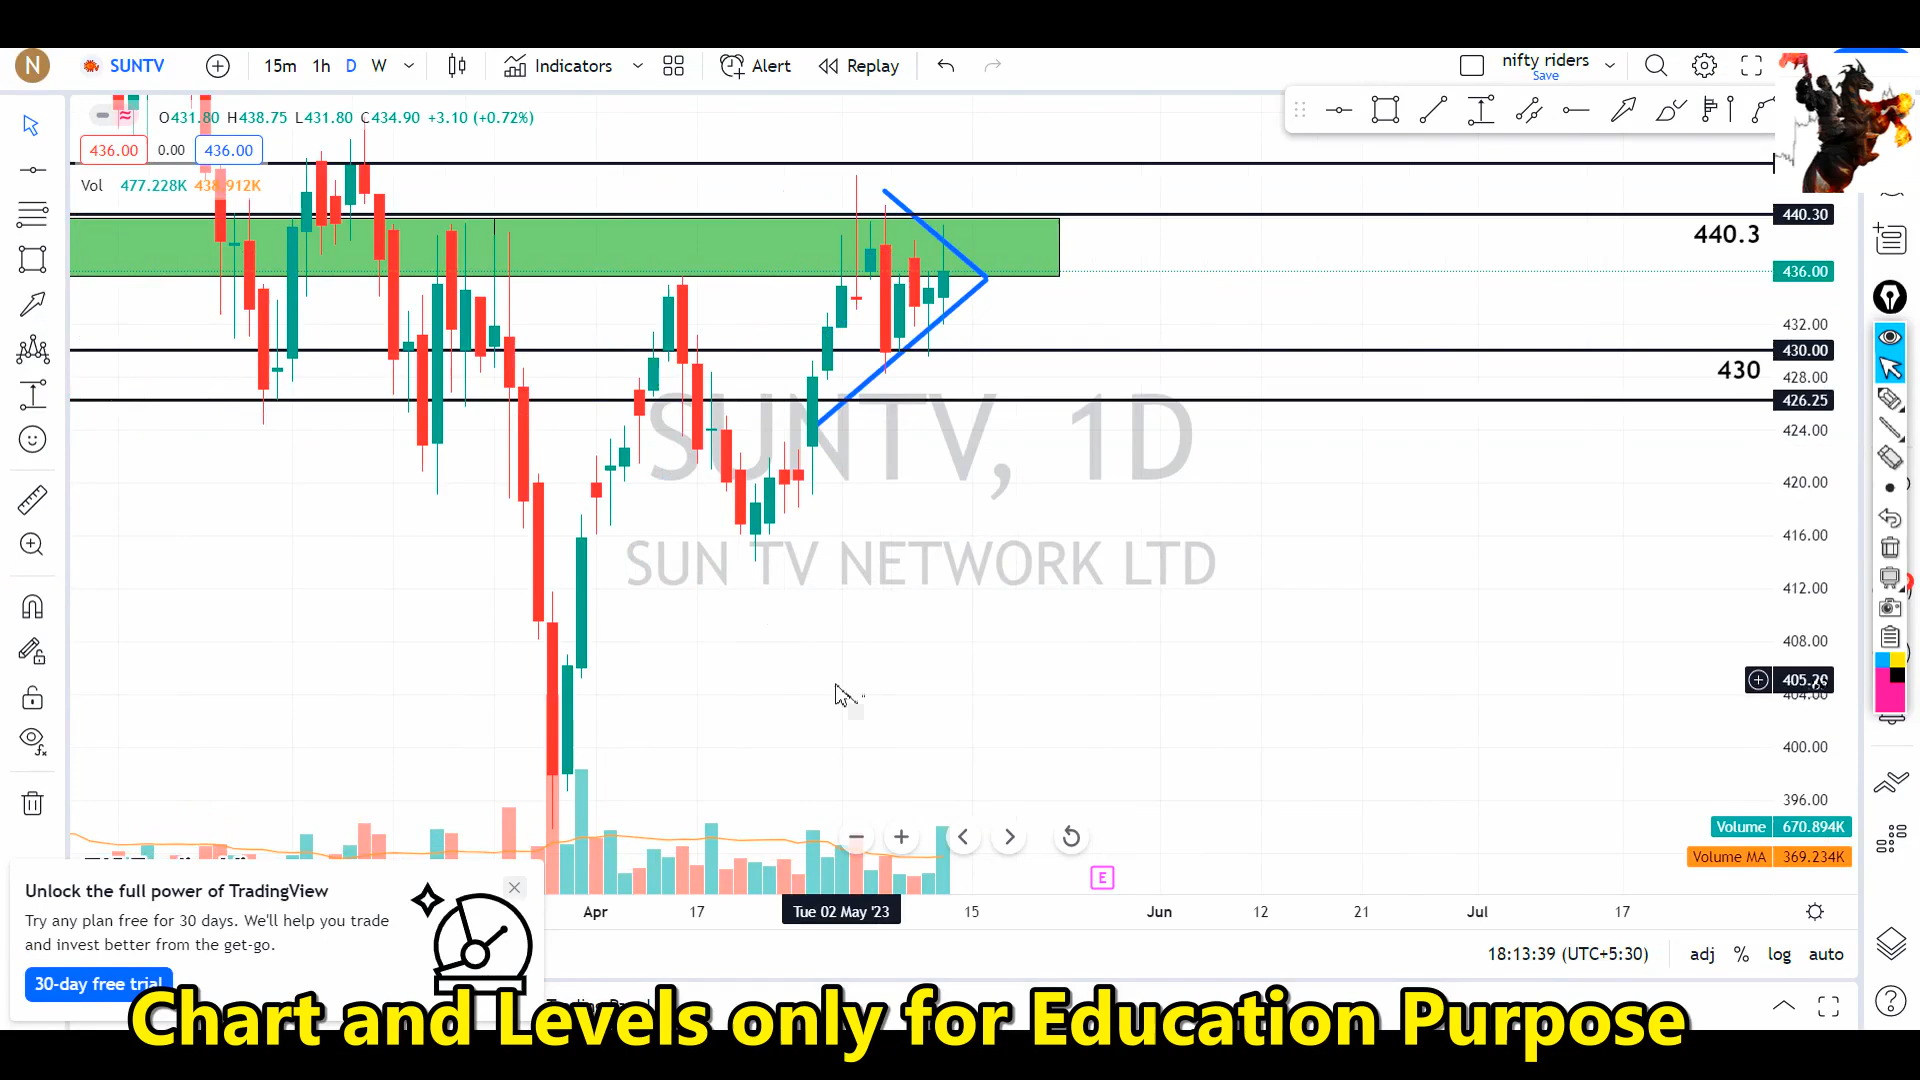 N
SUNTV
15m 1h D W
Indicators
Alert
Replay
nifty riders
Save
O431.80 H438.75 L431.80 C434.90 +3.10 (+0.72%)
436.00 0.00 436.00
Vol 477.228K 438.912K
440.30
440.3
436.00
432.00
430.00
430
428.00
426.25
424.00
420.00
416.00
412.00
408.00
405.20
404.00
400.00
396.00
SUNTV, 1D
SUN TV NETWORK LTD
Volume 670.894K
Volume MA 369.234K
E
Apr 17 Tue 02 May '23 15 Jun 12 21 Jul 17
Unlock the full power of TradingView
Try any plan free for 30 days. We'll help you trade
and invest better from the get-go.
30-day free trial
18:13:39 (UTC+5:30) adj % log auto
Chart and Levels only for Education Purpose